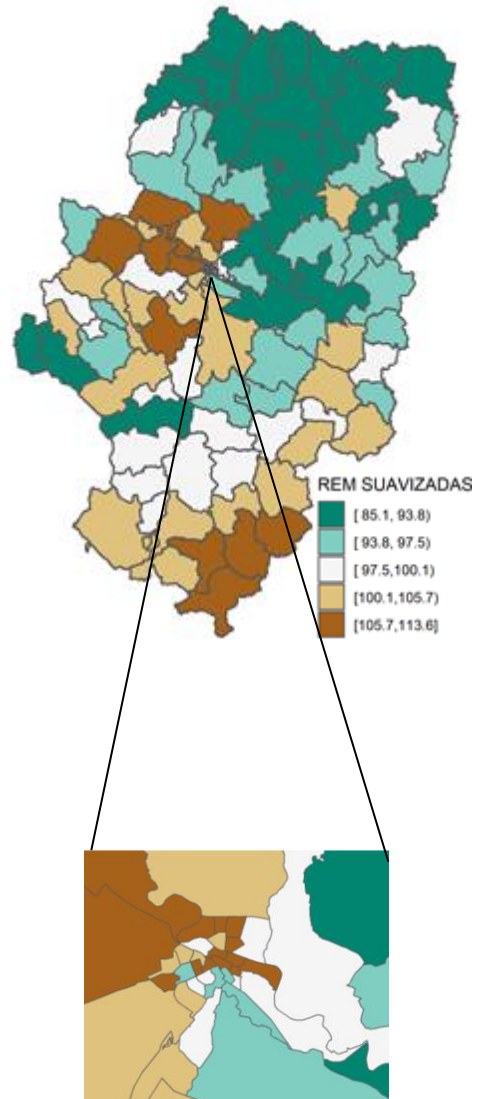 REM SUAVIZADAS
[ 85.1, 93.8)
[ 93.8, 97.5)
[ 97.5,100.1)
[100.1,105.7)
[105.7,113.6]